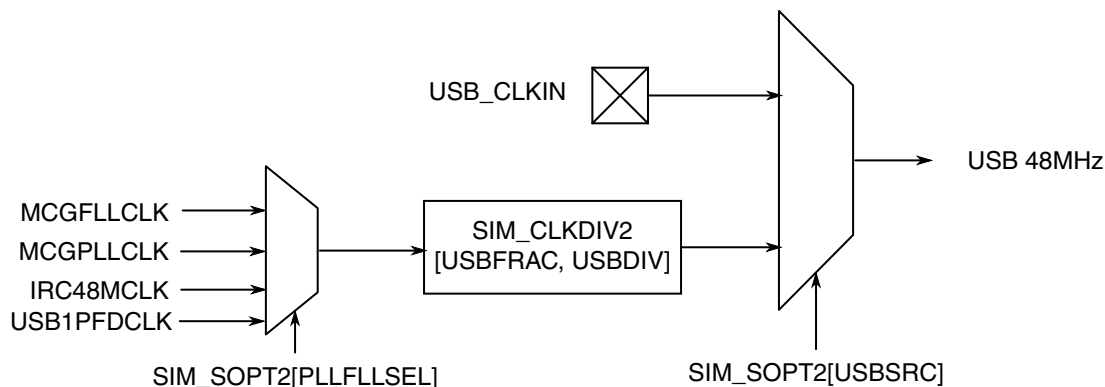 USB_CLKIN
USB 48MHz
MCGFLLCLK
MCGPLLCLK
IRC48MCLK
USB1PFDCLK
SIM_CLKDIV2
[USBFRAC, USBDIV]
SIM_SOPT2[PLLFLLSEL]
SIM_SOPT2[USBSRC]